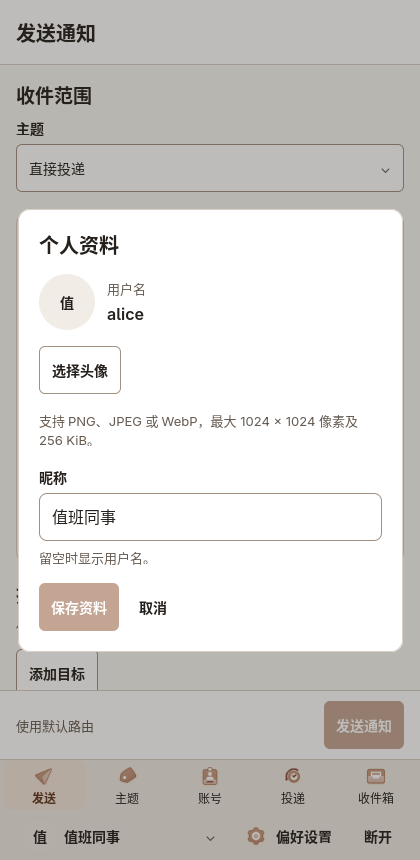 发送通知
收件范围
主题
直接投递
个人资料
值
用户名
alice
选择头像
支持 PNG、JPEG 或 WebP，最大 1024 × 1024 像素及
256 KiB。
昵称
值班同事
留空时显示用户名。
保存资料
取消
添加目标
使用默认路由
发送通知
发送
主题
账号
投递
收件箱
值
值班同事
偏好设置
断开